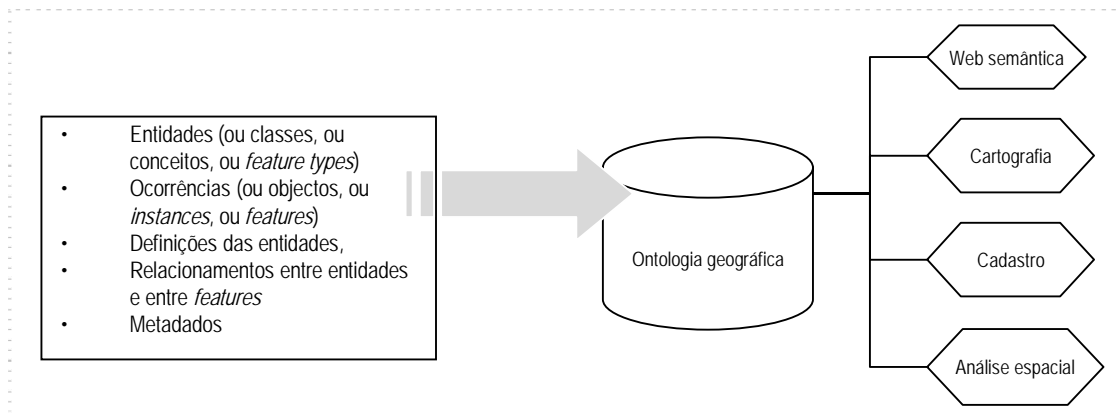 • Entidades (ou classes, ou
conceitos, ou feature types)
• Ocorrências (ou objectos, ou
instances, ou features)
• Definições das entidades,
• Relacionamentos entre entidades
e entre features
• Metadados
Ontologia geográfica
Web semântica
Cartografia
Cadastro
Análise espacial